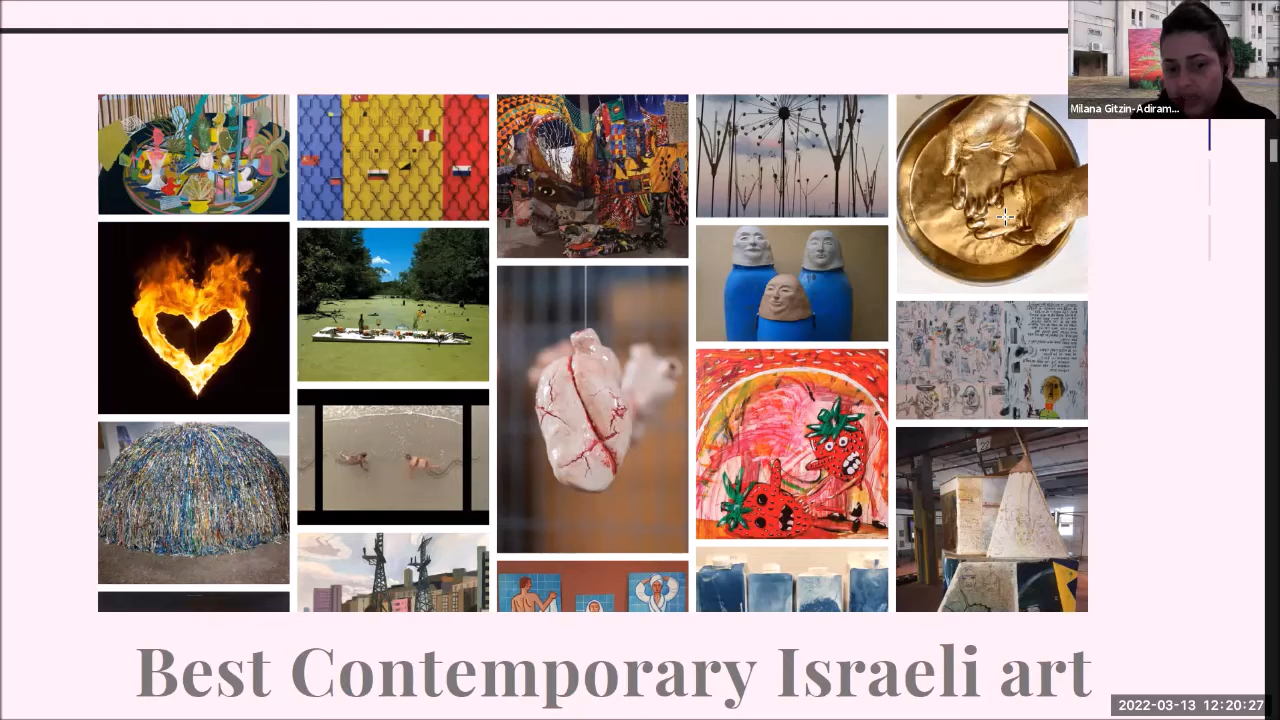 Milana Gitzin-Adiram...
Best Contemporary Israeli art
2022-03-13 12:20:27